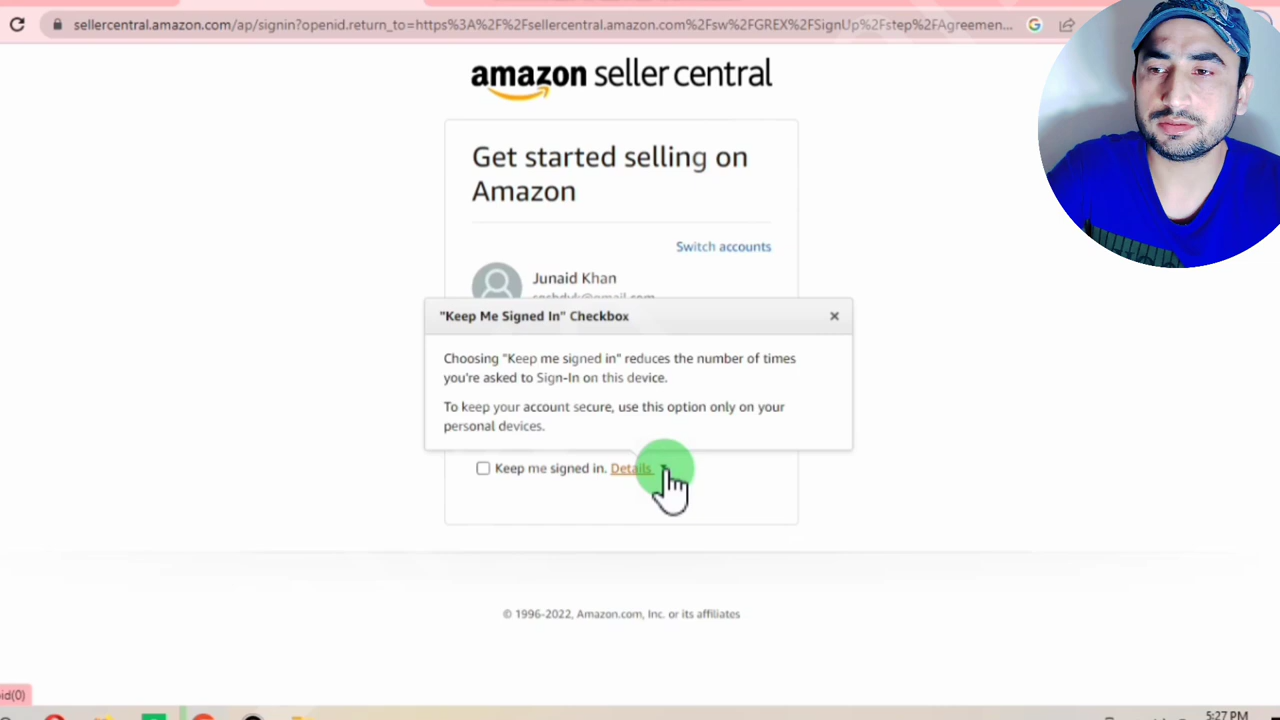 sellercentral.amazon.com/ap/signin?openid.return_to=https%3A%2F%2Fsellercentral.amazon.com%2Fsw%2FGREX%2FSignUp%2Fstep%2FAgreemen...
amazon seller central
Get started selling on
Amazon
Switch accounts
Junaid Khan
"Keep Me Signed In" Checkbox
Choosing "Keep me signed in" reduces the number of times
you're asked to Sign-In on this device.
To keep your account secure, use this option only on your
personal devices.
Keep me signed in. Details
© 1996-2022, Amazon.com, Inc. or its affiliates
5:27 PM